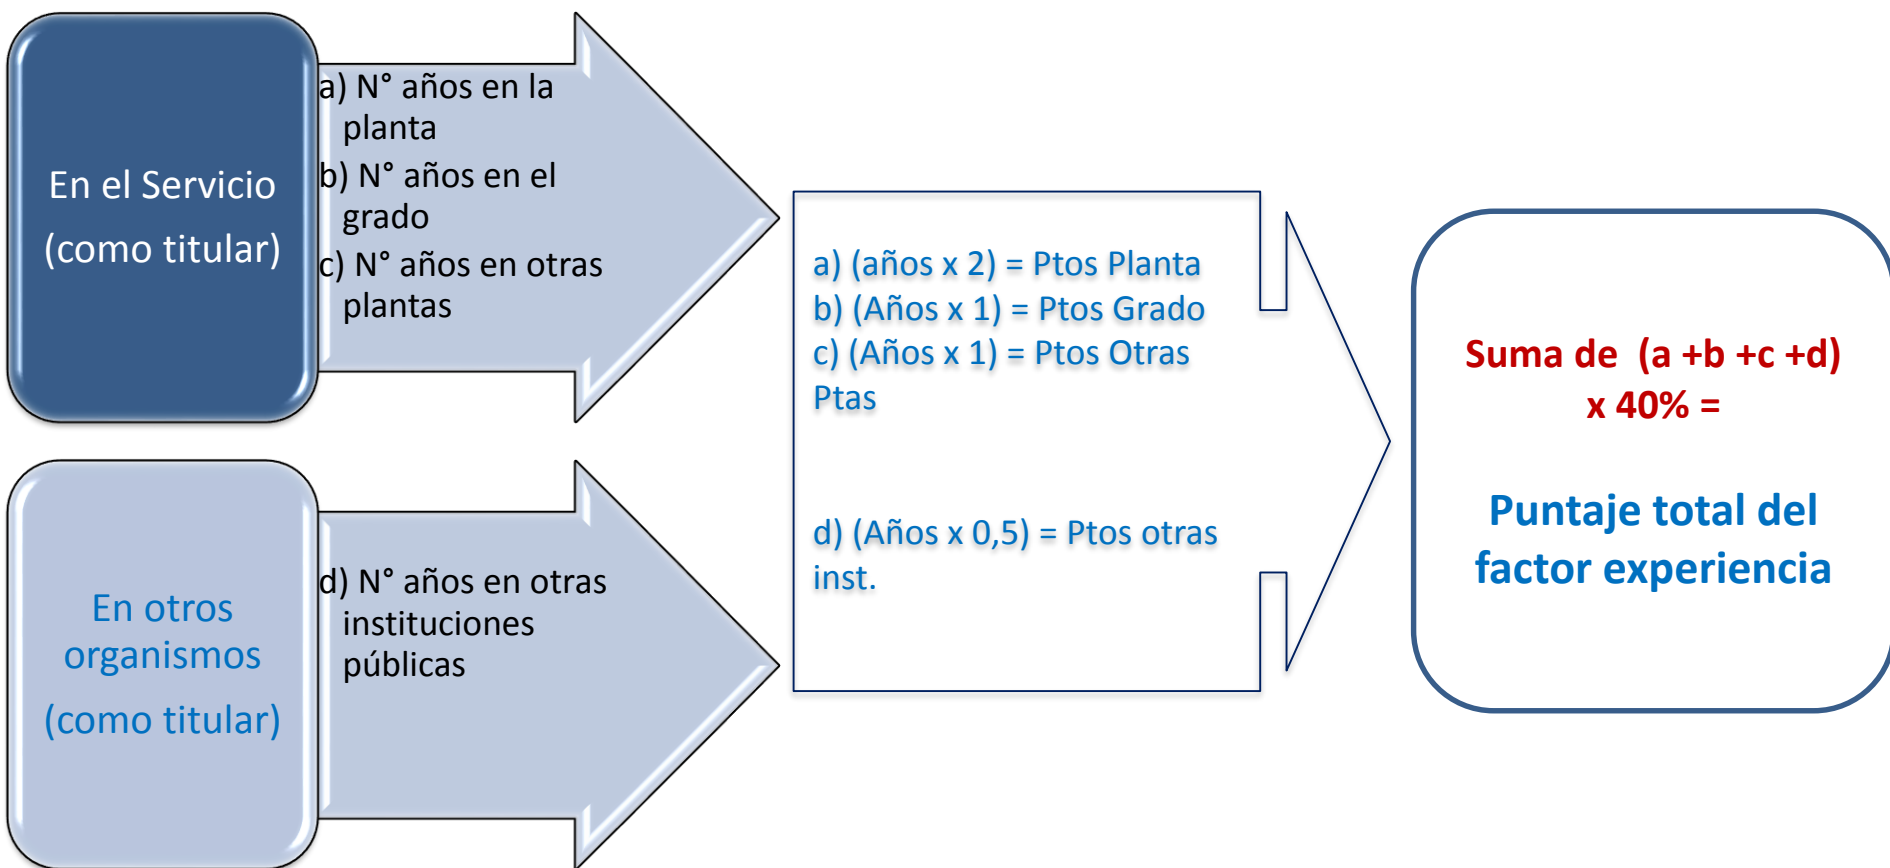 En el Servicio
(como titular)
a) N° años en la
planta
b) N° años en el
grado
c) N° años en otras
plantas
En otros
organismos
(como titular)
d) N° años en otras
instituciones
públicas
a) (años x 2) = Ptos Planta
b) (Años x 1) = Ptos Grado
c) (Años x 1) = Ptos Otras
Ptas
d) (Años x 0,5) = Ptos otras
inst.
Suma de (a +b +c +d)
x 40% =
Puntaje total del
factor experiencia